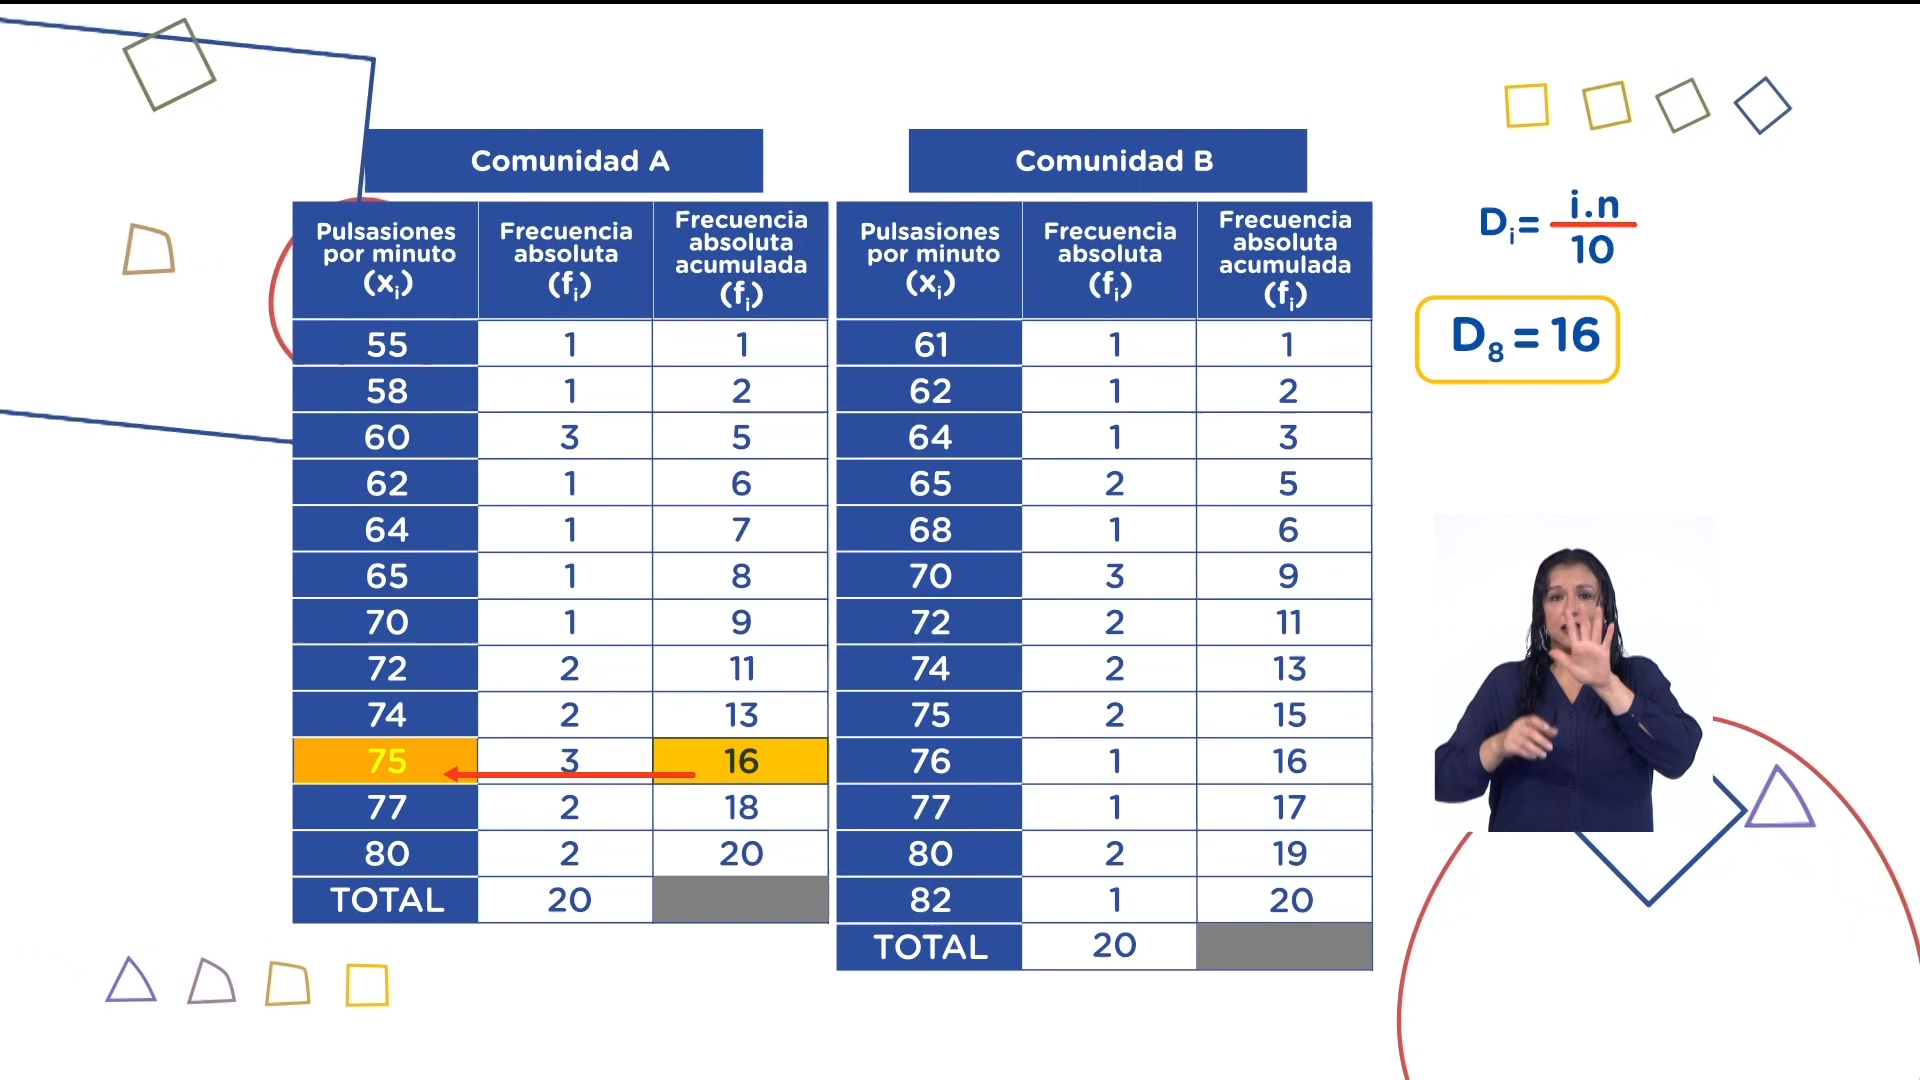 Comunidad A
Pulsasiones por minuto (xi)
Frecuencia absoluta (fi)
Frecuencia absoluta acumulada (fi)
55 1 1
58 1 2
60 3 5
62 1 6
64 1 7
65 1 8
70 1 9
72 2 11
74 2 13
75 3 16
77 2 18
80 2 20
TOTAL 20
Comunidad B
Pulsasiones por minuto (xi)
Frecuencia absoluta (fi)
Frecuencia absoluta acumulada (fi)
61 1 1
62 1 2
64 1 3
65 2 5
68 1 6
70 3 9
72 2 11
74 2 13
75 2 15
76 1 16
77 1 17
80 2 19
82 1 20
TOTAL 20
Di = i.n
10
D8 = 16